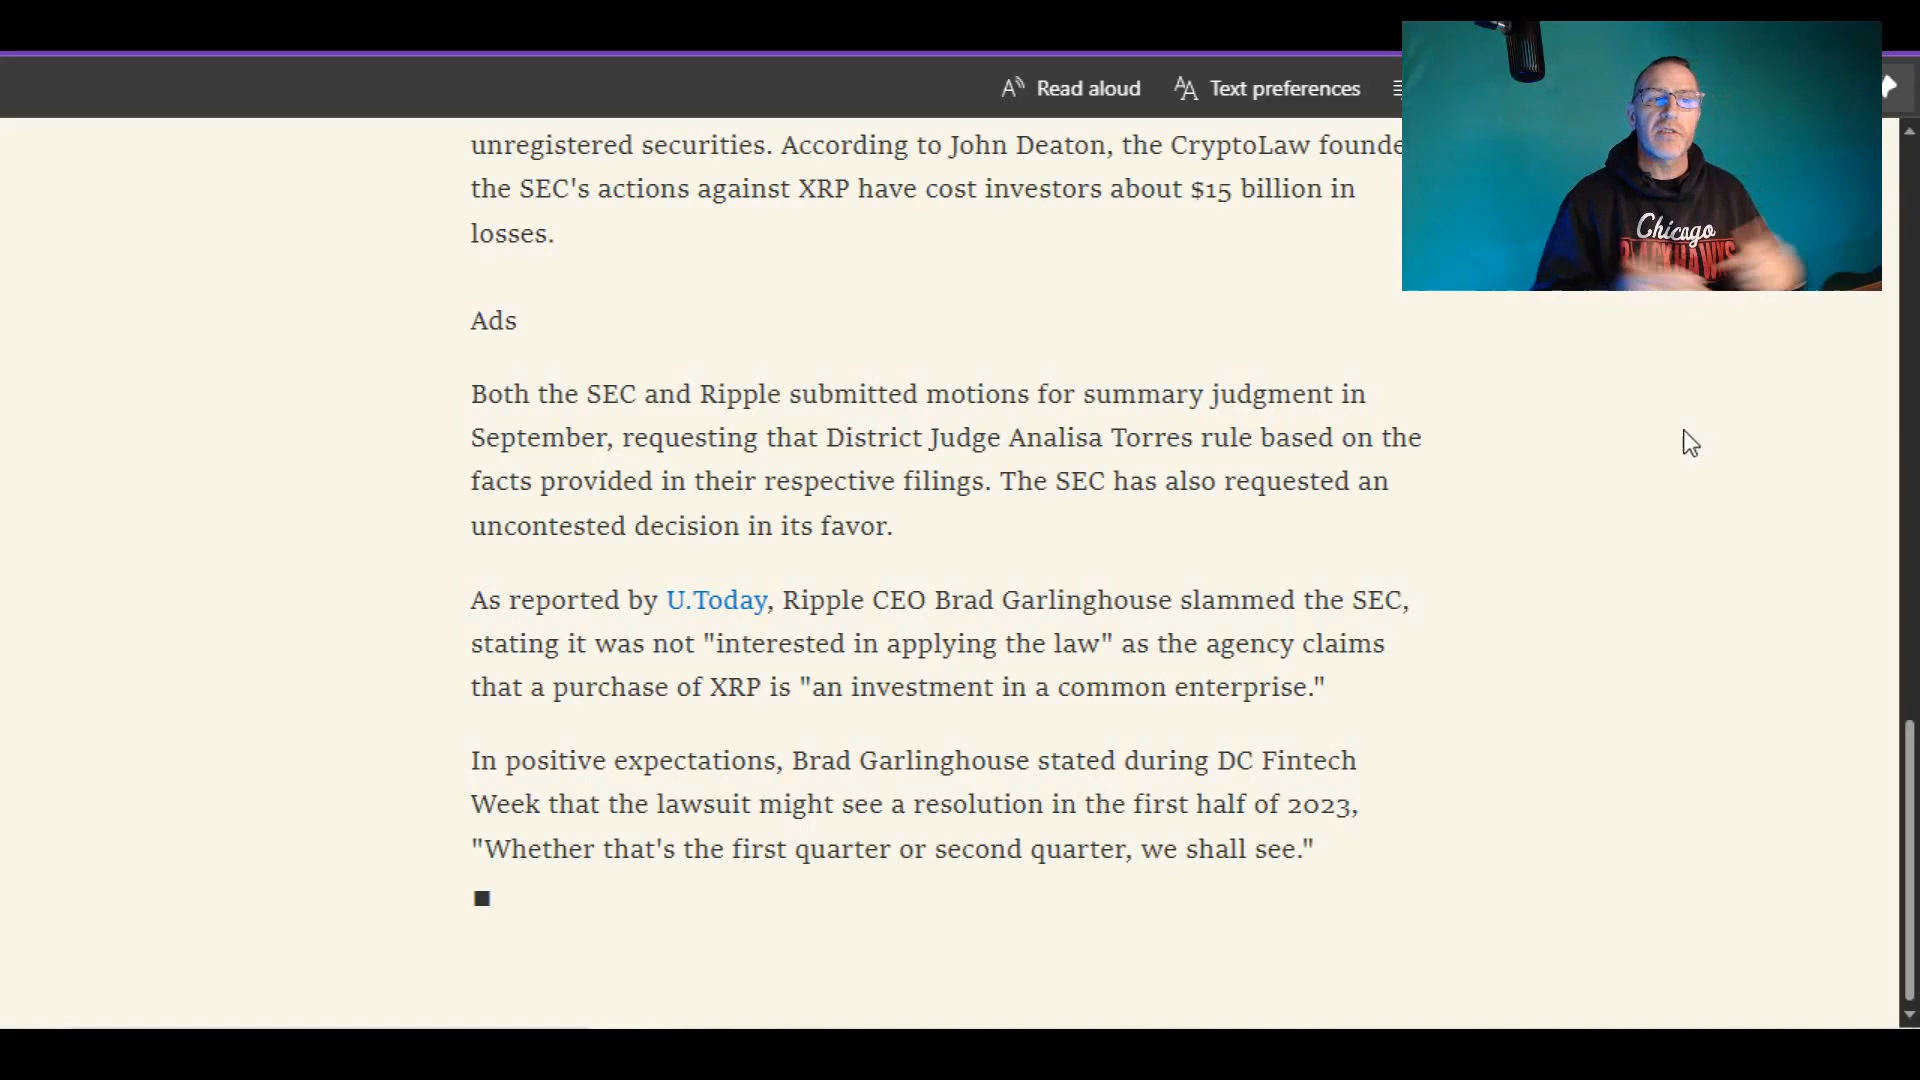 Read aloud
Text preferences
unregistered securities. According to John Deaton, the CryptoLaw founde
the SEC's actions against XRP have cost investors about $15 billion in
losses.
Chicago
BLACKHAWKS
Ads
Both the SEC and Ripple submitted motions for summary judgment in
September, requesting that District Judge Analisa Torres rule based on the
facts provided in their respective filings. The SEC has also requested an
uncontested decision in its favor.
As reported by U.Today, Ripple CEO Brad Garlinghouse slammed the SEC,
stating it was not "interested in applying the law" as the agency claims
that a purchase of XRP is "an investment in a common enterprise."
In positive expectations, Brad Garlinghouse stated during DC Fintech
Week that the lawsuit might see a resolution in the first half of 2023,
"Whether that's the first quarter or second quarter, we shall see."